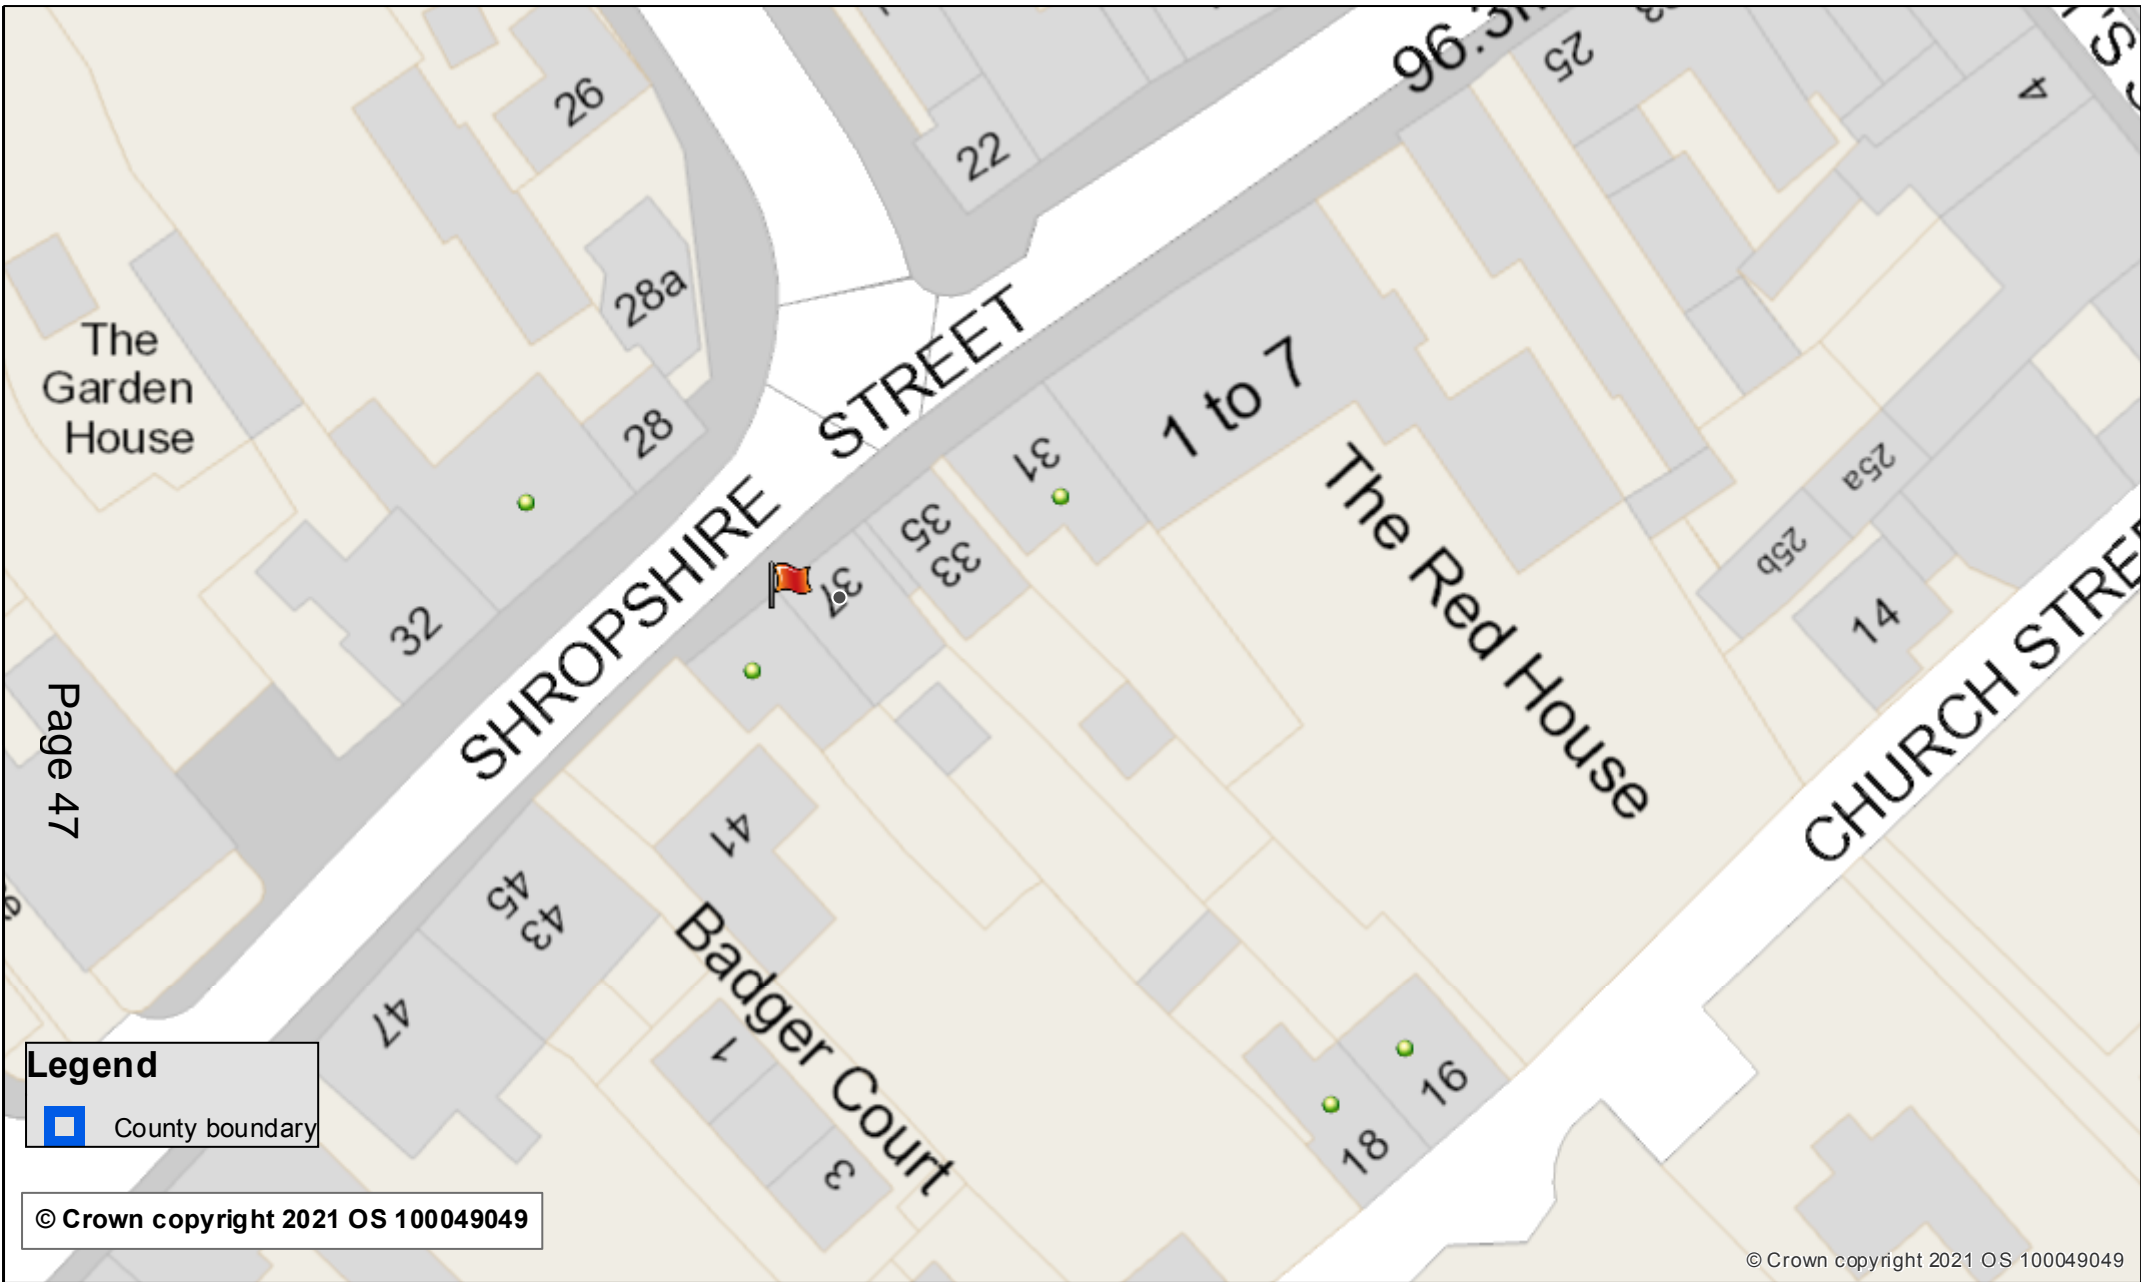 26
22
96.3m
25
4
28a
The
Garden
House
28
SHROPSHIRE STREET
31
1 to 7
35
33
37
32
The Red House
25a
25b
14
CHURCH STREE
Page 47
41
45
43
47
Badger Court
1
3
16
18
Legend
County boundary
© Crown copyright 2021 OS 100049049
© Crown copyright 2021 OS 100049049